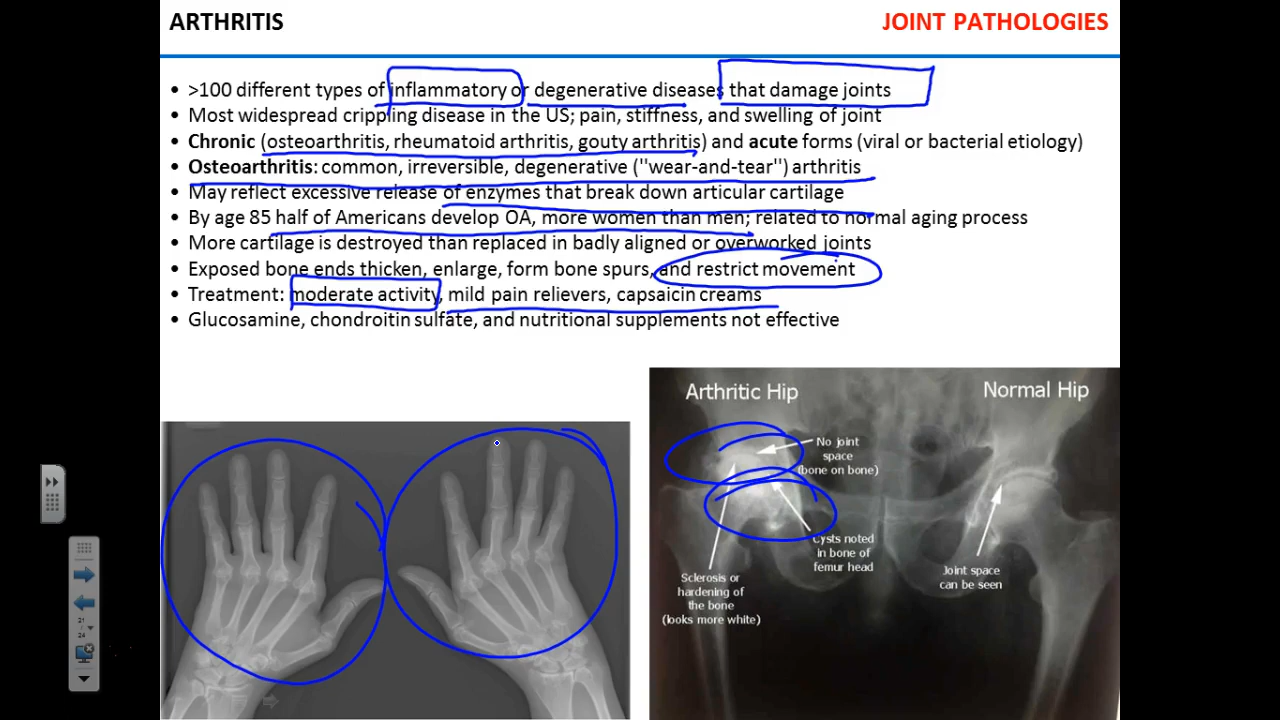 ARTHRITIS
JOINT PATHOLOGIES
• >100 different types of inflammatory or degenerative diseases that damage joints
• Most widespread crippling disease in the US; pain, stiffness, and swelling of joint
• Chronic (osteoarthritis, rheumatoid arthritis, gouty arthritis) and acute forms (viral or bacterial etiology)
• Osteoarthritis: common, irreversible, degenerative ("wear-and-tear") arthritis
• May reflect excessive release of enzymes that break down articular cartilage
• By age 85 half of Americans develop OA, more women than men; related to normal aging process
• More cartilage is destroyed than replaced in badly aligned or overworked joints
• Exposed bone ends thicken, enlarge, form bone spurs, and restrict movement
• Treatment: moderate activity, mild pain relievers, capsaicin creams
• Glucosamine, chondroitin sulfate, and nutritional supplements not effective
Arthritic Hip
Normal Hip
No joint
space
(bone on bone)
Cysts noted
in bone of
femur head
Sclerosis or
hardening of
the bone
(looks more white)
Joint space
can be seen
21
/
24